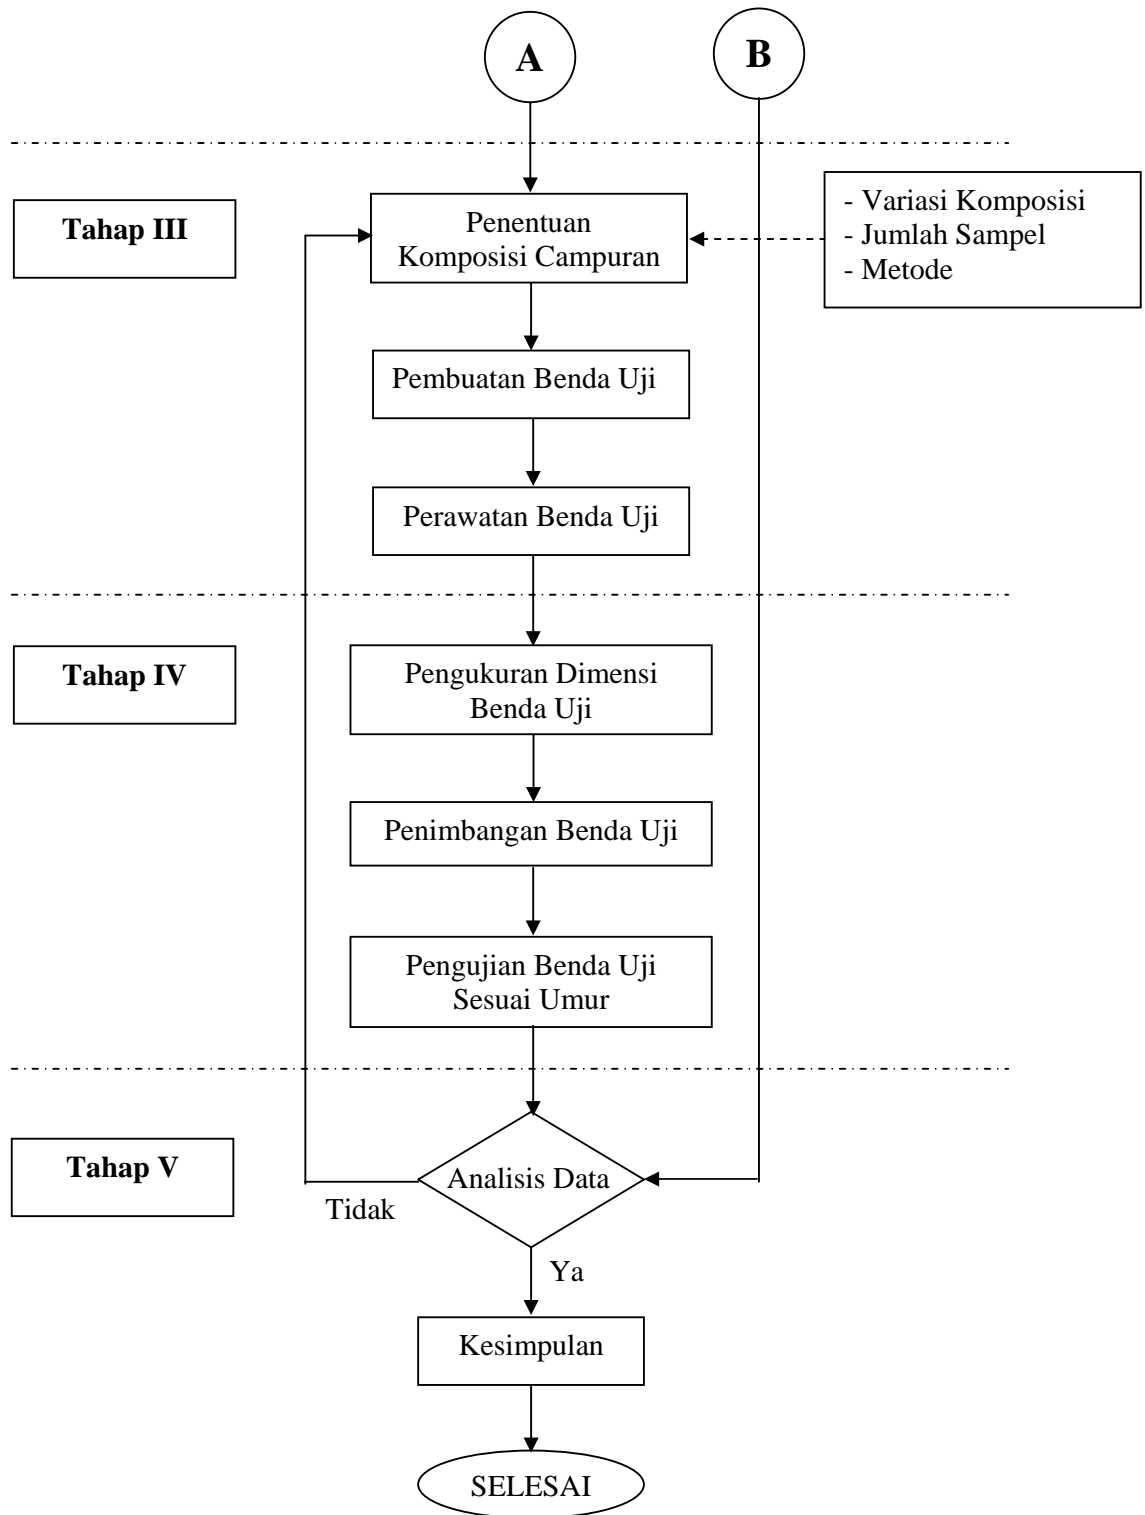 A
B
Tahap III
Penentuan
Komposisi Campuran
- Variasi Komposisi
- Jumlah Sampel
- Metode
Pembuatan Benda Uji
Perawatan Benda Uji
Tahap IV
Pengukuran Dimensi
Benda Uji
Penimbangan Benda Uji
Pengujian Benda Uji
Sesuai Umur
Tahap V
Analisis Data
Tidak
Ya
Kesimpulan
SELESAI